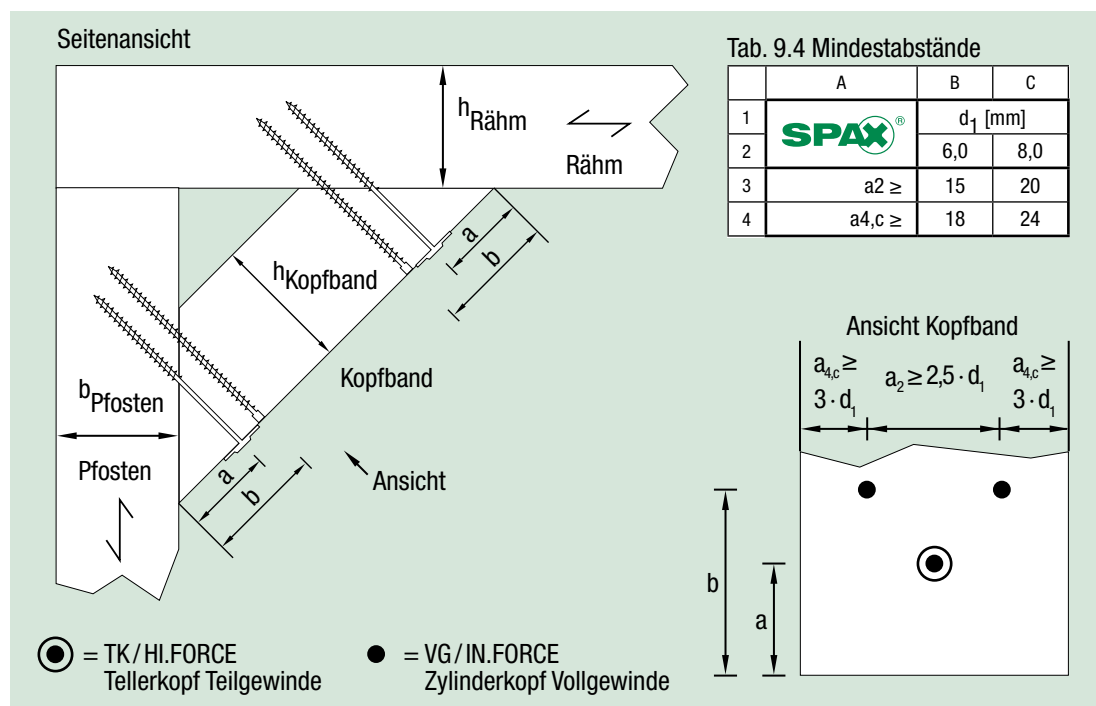 Seitenansicht
Tab. 9.4 Mindestabstände
A B C
1 SPAX® d1 [mm]
2 6,0 8,0
3 a2 ≥ 15 20
4 a4,c ≥ 18 24
hRähm
Rähm
a
b
hKopfband
Kopfband
bPfosten
Pfosten
a
b
Ansicht
Ansicht Kopfband
a4,c ≥ 3 · d1
a2 ≥ 2,5 · d1
a4,c ≥ 3 · d1
b
a
= TK / HI.FORCE
Tellerkopf Teilgewinde
= VG / IN.FORCE
Zylinderkopf Vollgewinde